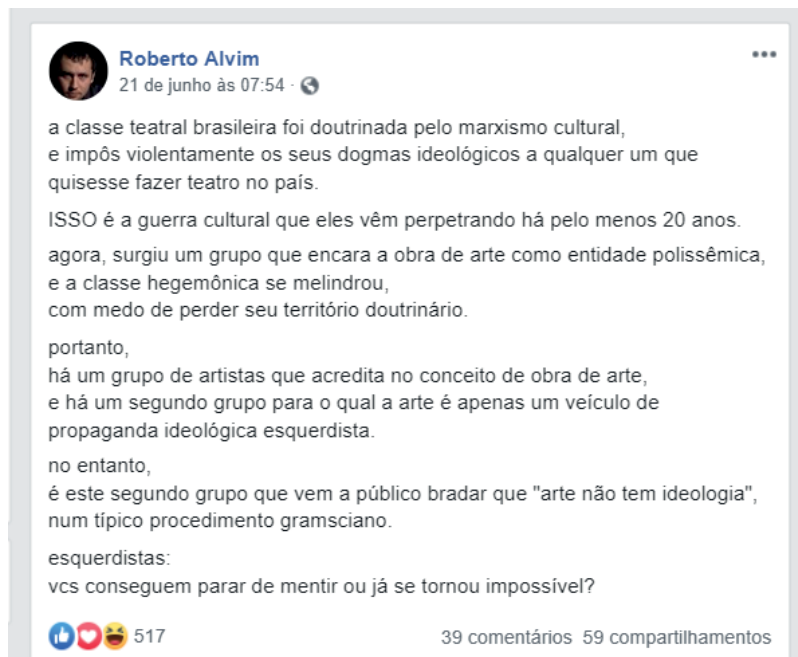 Roberto Alvim
21 de junho às 07:54 ·
a classe teatral brasileira foi doutrinada pelo marxismo cultural,
e impôs violentamente os seus dogmas ideológicos a qualquer um que
quisesse fazer teatro no país.
ISSO é a guerra cultural que eles vêm perpetrando há pelo menos 20 anos.
agora, surgiu um grupo que encara a obra de arte como entidade polissêmica,
e a classe hegemônica se melindrou,
com medo de perder seu território doutrinário.
portanto,
há um grupo de artistas que acredita no conceito de obra de arte,
e há um segundo grupo para o qual a arte é apenas um veículo de
propaganda ideológica esquerdista.
no entanto,
é este segundo grupo que vem a público bradar que "arte não tem ideologia",
num típico procedimento gramsciano.
esquerdistas:
vcs conseguem parar de mentir ou já se tornou impossível?
517 39 comentários 59 compartilhamentos